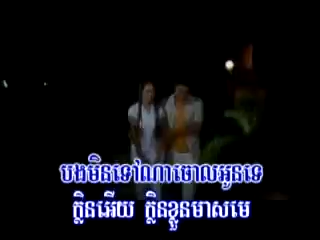 បងមិនទៅណាចោលអូនទេ
ក្លិនអើយ ក្លិនខ្លួនមាសមេ